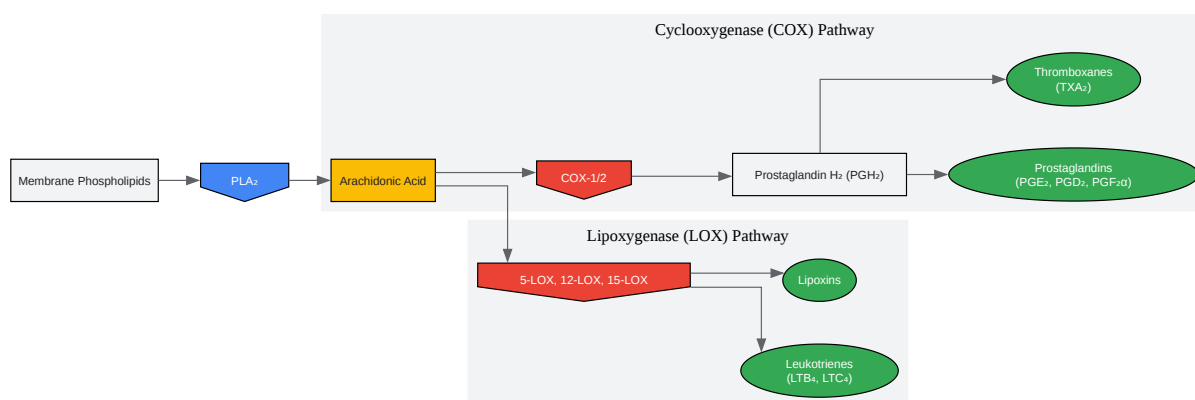 Cyclooxygenase (COX) Pathway
Thromboxanes
(TXA₂)
Membrane Phospholipids
PLA₂
Arachidonic Acid
COX-1/2
Prostaglandin H₂ (PGH₂)
Prostaglandins
(PGE₂, PGD₂, PGF₂α)
Lipoxygenase (LOX) Pathway
5-LOX, 12-LOX, 15-LOX
Lipoxins
Leukotrienes
(LTB₄, LTC₄)